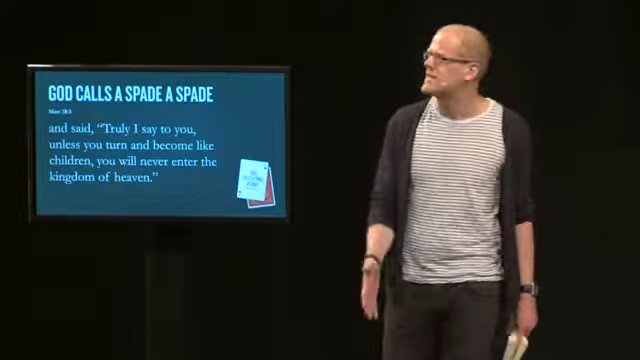 GOD CALLS A SPADE A SPADE
Matt 18:3
and said, “Truly I say to you,
unless you turn and become like
children, you will never enter the
kingdom of heaven.”